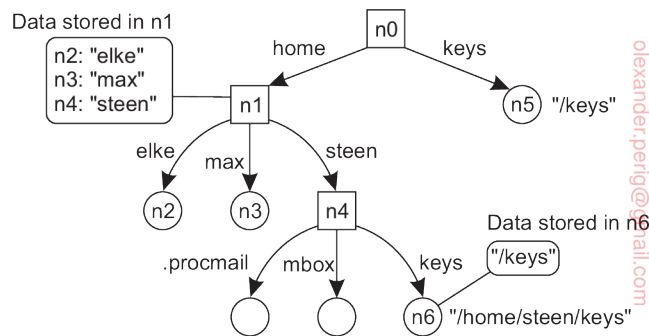 Data stored in n1
n2: "elke"
n3: "max"
n4: "steen"
n0
home
keys
n1
n5
"/keys"
elke
max
steen
n2
n3
n4
Data stored in n6
"/keys"
.procmail
mbox
keys
n6
"/home/steen/keys"
olexander.perig@gmail.com